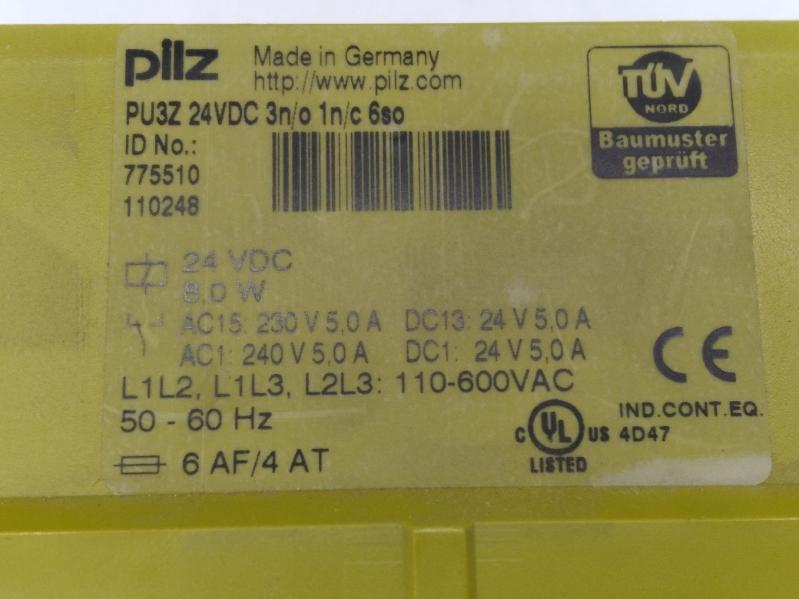 pilz
Made in Germany
http://www.pilz.com
PU3Z 24VDC 3n/o 1n/c 6so
ID No.:
775510
110248
TÜV
NORD
Baumuster
geprüft
24 VDC
8,0 W
AC15: 230 V 5,0 A DC13: 24 V 5,0 A
AC1: 240 V 5,0 A DC1: 24 V 5,0 A
L1L2, L1L3, L2L3: 110-600VAC
50 - 60 Hz
6 AF/4 AT
CE
C UL US
LISTED
IND.CONT.EQ.
4D47